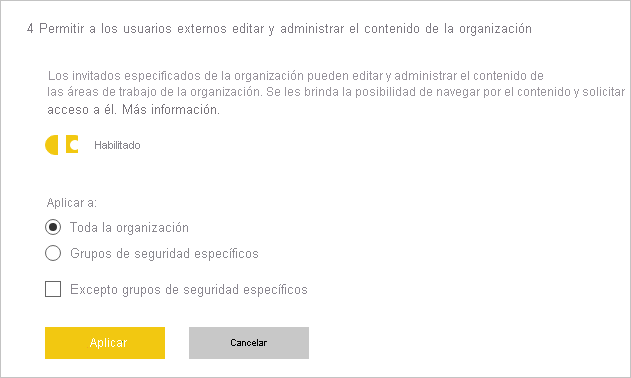 4 Permitir a los usuarios externos editar y administrar el contenido de la organización
Los invitados especificados de la organización pueden editar y administrar el contenido de
las áreas de trabajo de la organización. Se les brinda la posibilidad de navegar por el contenido y solicitar
acceso a él. Más información.
Habilitado
Aplicar a:
Toda la organización
Grupos de seguridad específicos
Excepto grupos de seguridad específicos
Aplicar
Cancelar